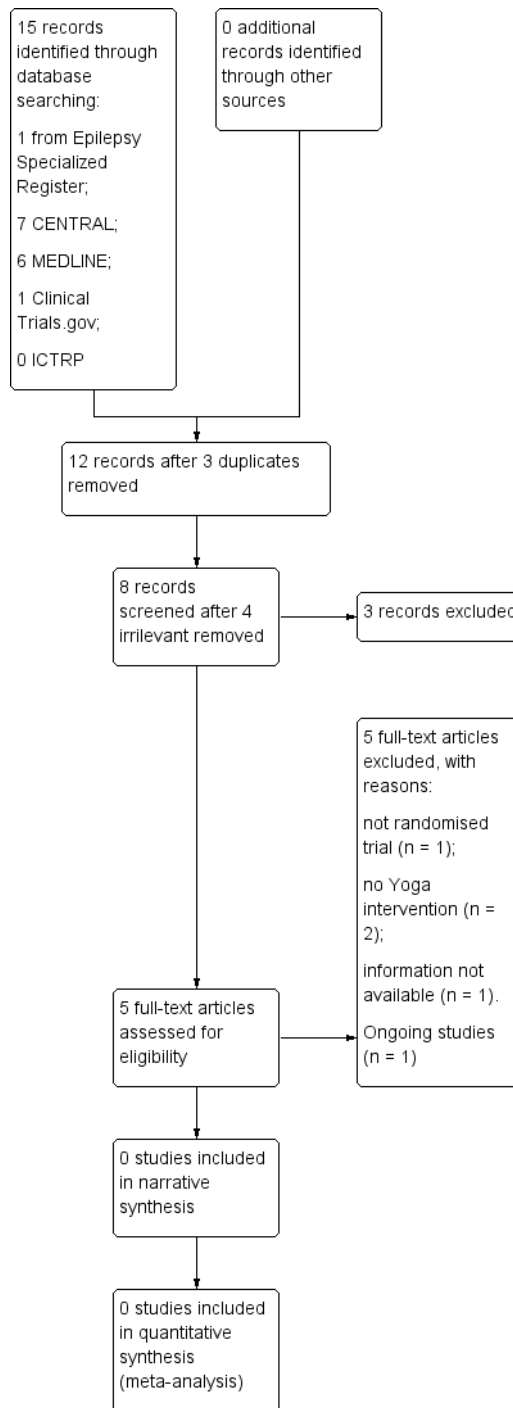 15 records
identified through
database
searching:
1 from Epilepsy
Specialized
Register;
7 CENTRAL;
6 MEDLINE;
1 Clinical
Trials.gov;
0 ICTRP
0 additional
records identified
through other
sources
12 records after 3 duplicates
removed
8 records
screened after 4
irrilevant removed
3 records excluded
5 full-text articles
excluded, with
reasons:
not randomised
trial (n = 1);
no Yoga
intervention (n =
2);
information not
available (n = 1).
Ongoing studies
(n = 1)
5 full-text articles
assessed for
eligibility
0 studies included
in narrative
synthesis
0 studies included
in quantitative
synthesis
(meta-analysis)